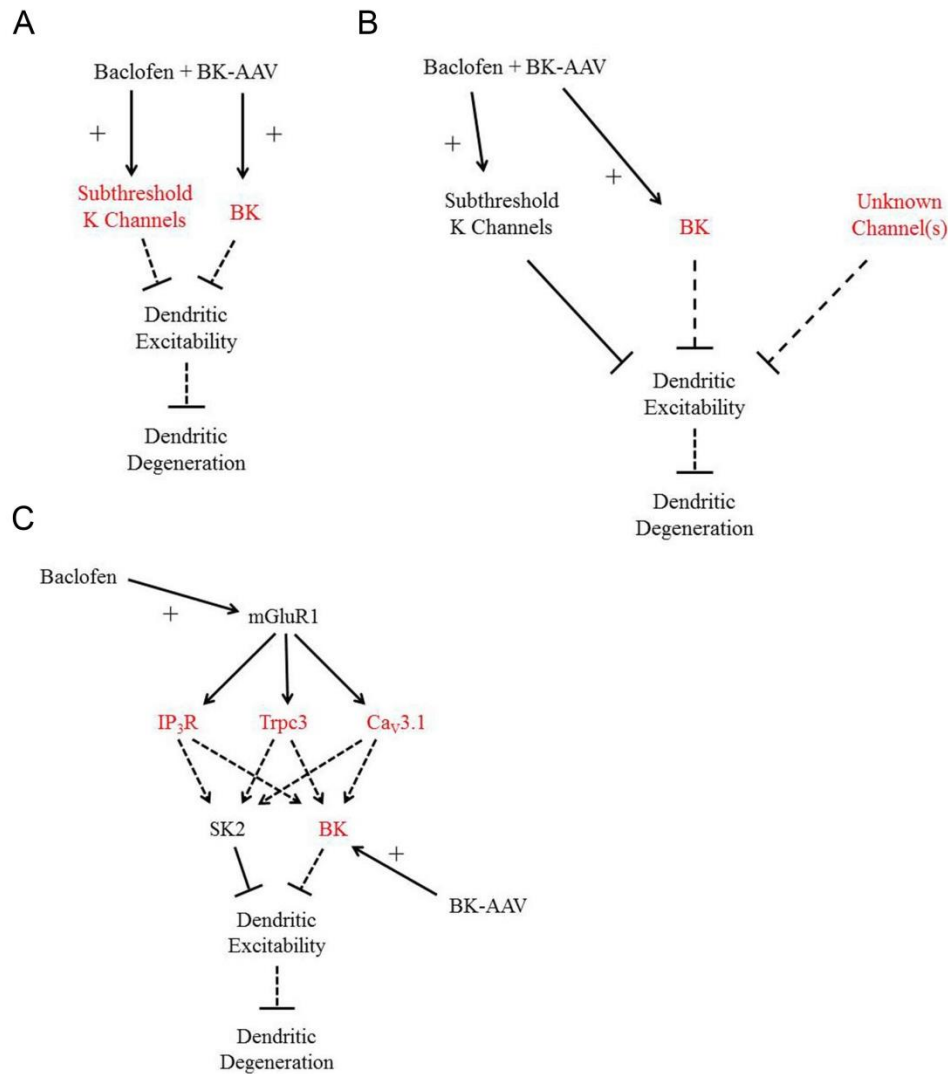 A
Baclofen + BK-AAV
+
+
Subthreshold
K Channels
BK
Dendritic
Excitability
Dendritic
Degeneration
B
Baclofen + BK-AAV
+
+
Subthreshold
K Channels
BK
Unknown
Channel(s)
Dendritic
Excitability
Dendritic
Degeneration
C
Baclofen
+
mGluR1
IP₃R
Trpc3
Caᵥ3.1
SK2
BK
+
BK-AAV
Dendritic
Excitability
Dendritic
Degeneration